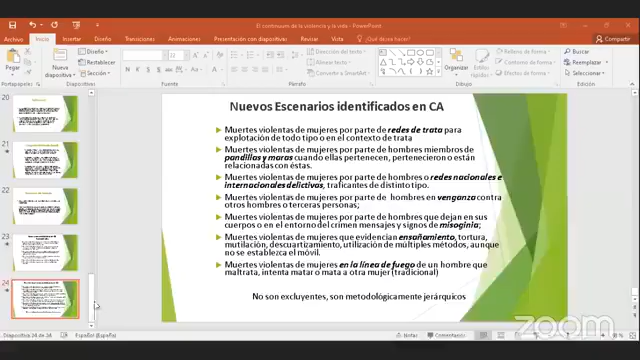 El continuum de la violencia y la vida - PowerPoint
Archivo Inicio Insertar Diseño Transiciones Animaciones Presentación con diapositivas Revisar Vista ¿Qué desea hacer? Compartir
Pegar
Nueva diapositiva
Diseño
Restablecer
Sección
Dirección del texto
Alinear texto
Convertir a SmartArt
Organizar
Relleno de forma
Contorno de forma
Efectos de forma
Buscar
Reemplazar
Seleccionar
Portapapeles Diapositivas Fuente Párrafo Dibujo Edición
20
21
22
23
24
Nuevos Escenarios identificados en CA
Muertes violentas de mujeres por parte de redes de trata para
explotación de todo tipo o en el contexto de trata
Muertes violentas de mujeres por parte de hombres miembros de
pandillas y maras cuando ellas pertenecen, pertenecieron o están
relacionadas con éstas.
Muertes violentas de mujeres por parte de hombres o redes nacionales e
internacionales delictivas, traficantes de distinto tipo.
Muertes violentas de mujeres por parte de hombres en venganza contra
otros hombres o terceras personas;
Muertes violentas de mujeres por parte de hombres que dejan en sus
cuerpos o en el entorno del crimen mensajes y signos de misoginia;
Muertes violentas de mujeres que evidencian ensañamiento, tortura,
mutilación, descuartizamiento, utilización de múltiples métodos, aunque
no se establezca el móvil.
Muertes violentas de mujeres en la línea de fuego de un hombre que
maltrata, intenta matar o mata a otra mujer (tradicional)
No son excluyentes, son metodológicamente jerárquicos
Diapositiva 24 de 24 Español (España) Notas Comentarios
zoom